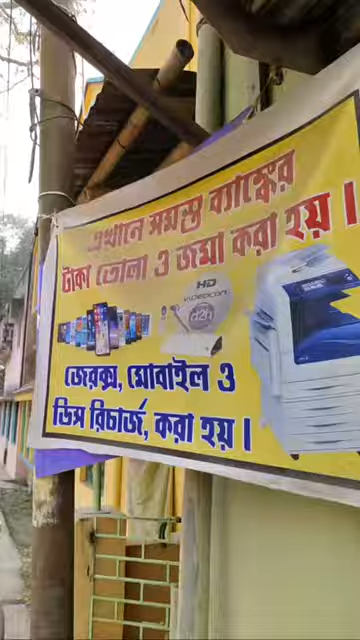 এখানে সমস্ত ব্যাঙ্কের
টাকা তোলা ও জমা করা হয় ।
HD
VIDEOCON
d2h
জেরক্স, মোবাইল ও
ডিস রিচার্জ, করা হয় ।